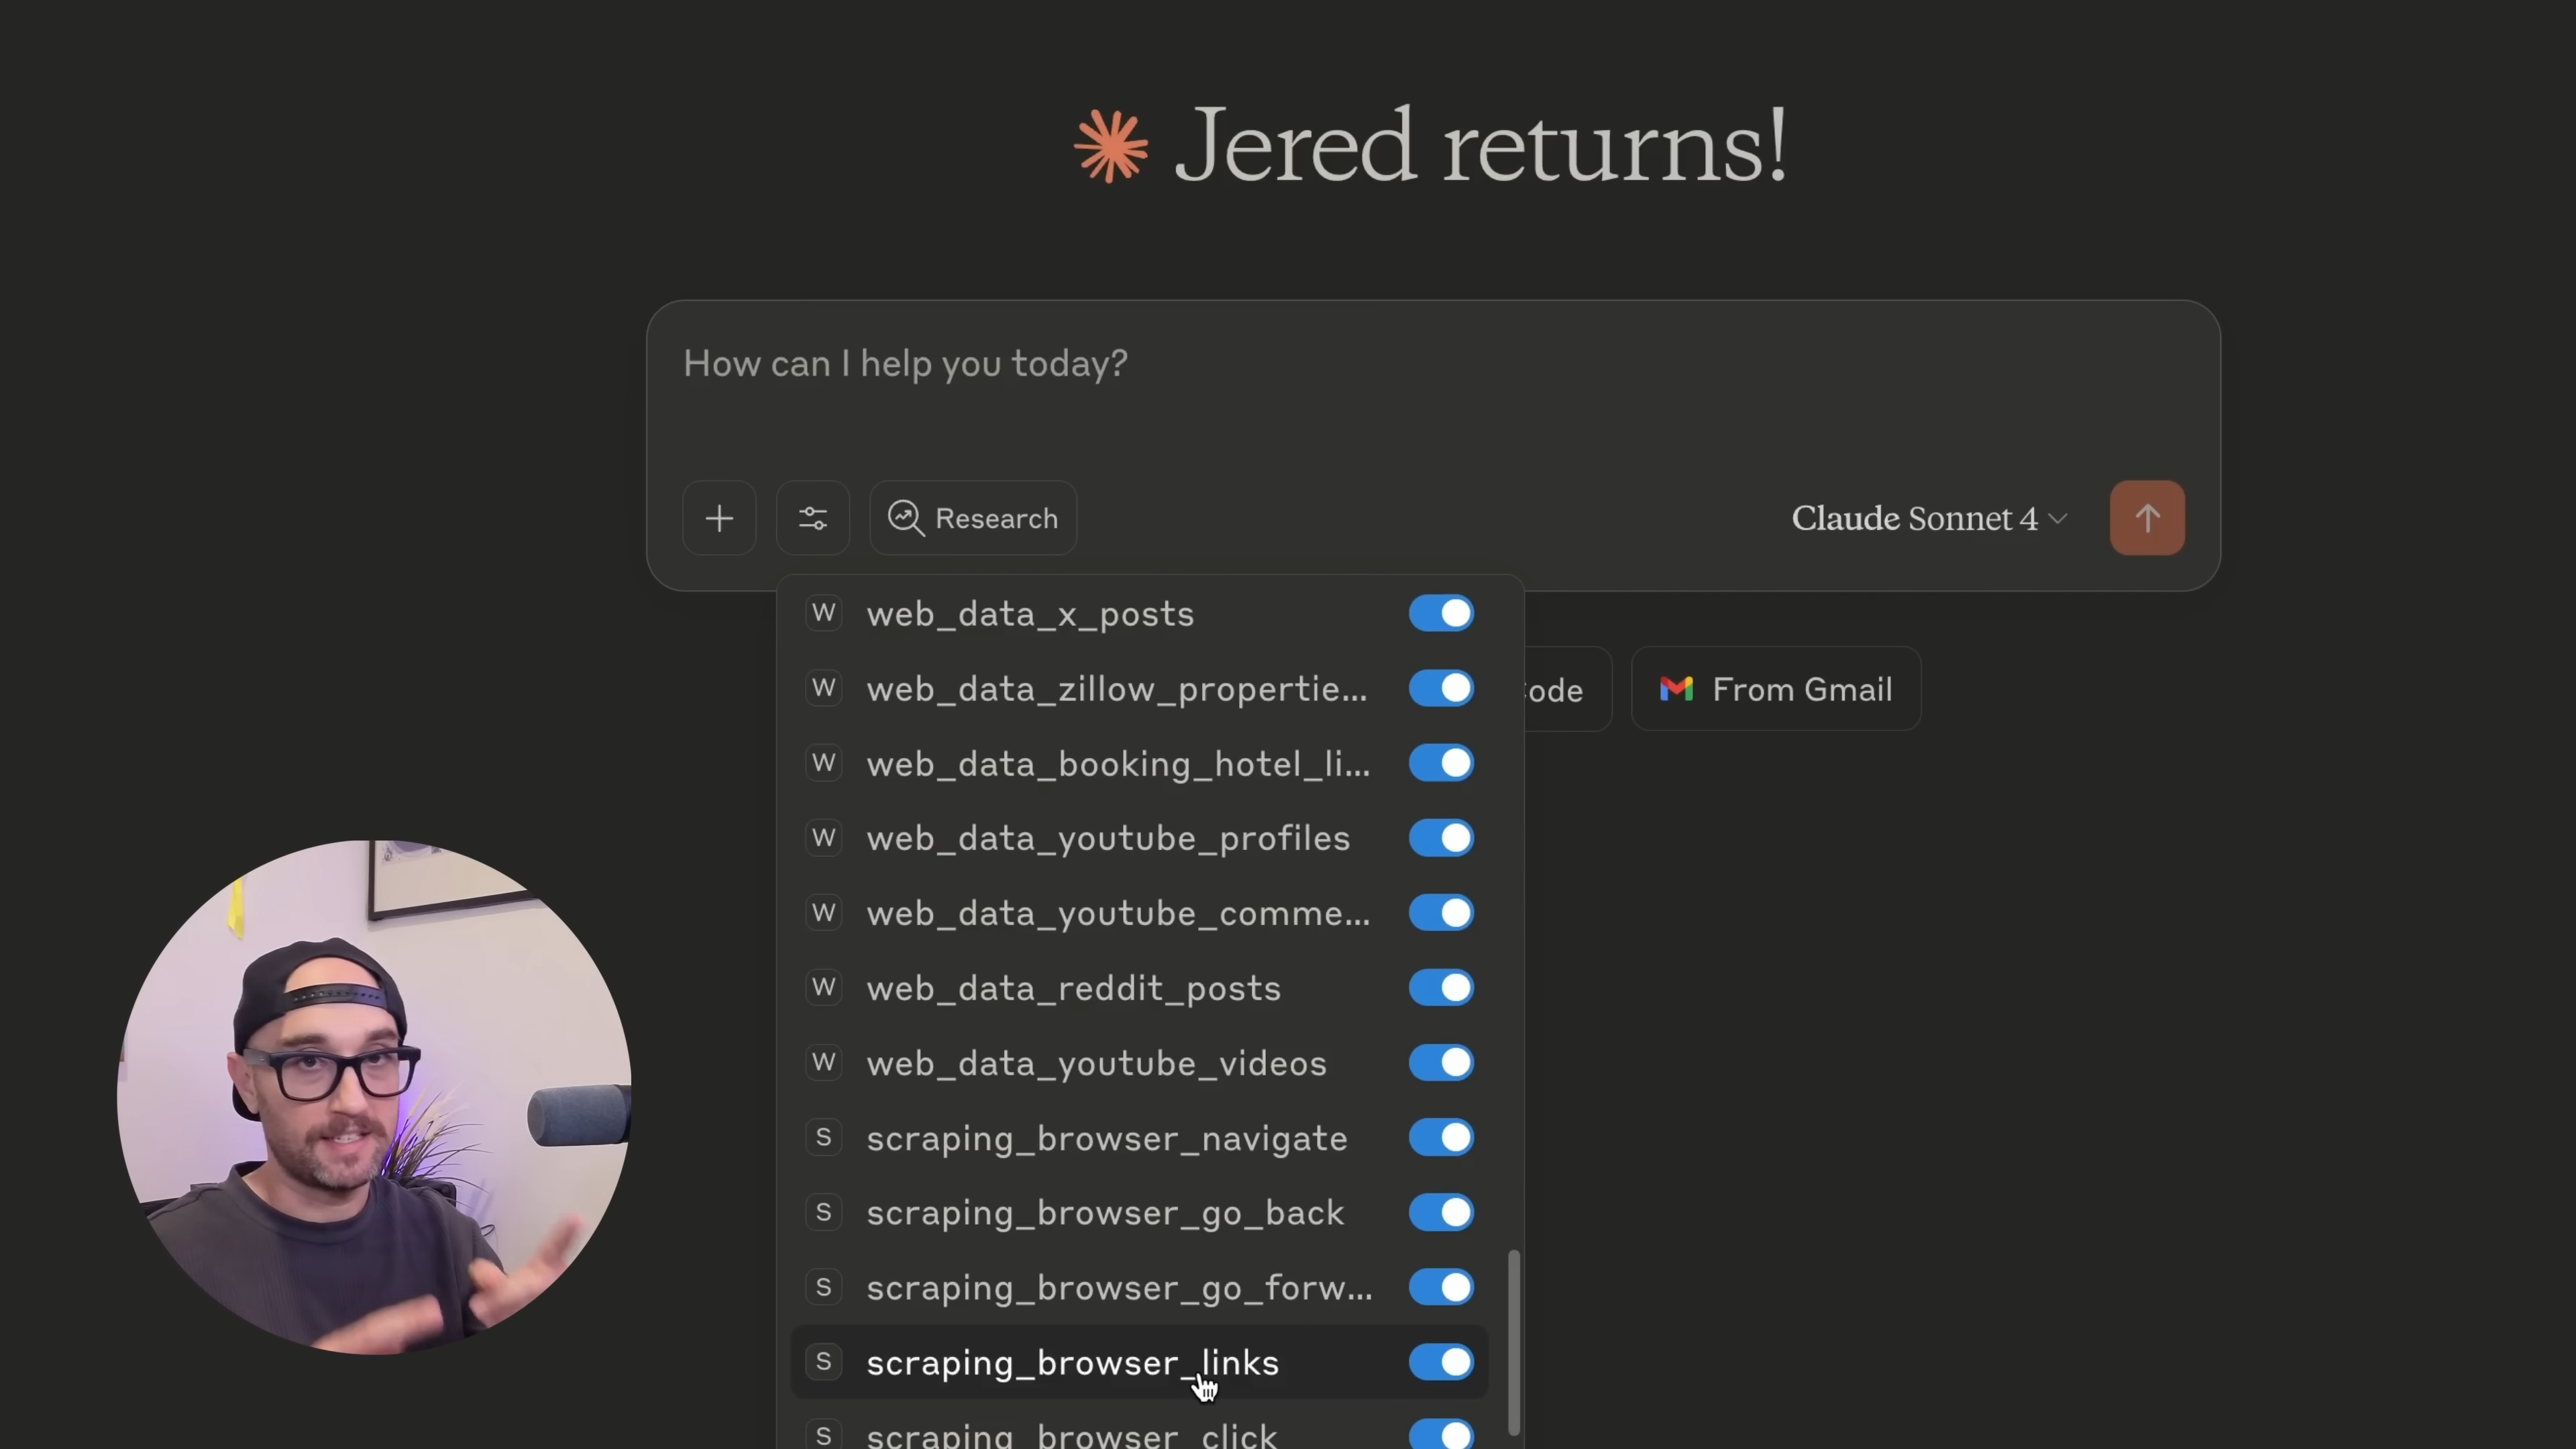 Jered returns!
How can I help you today?
Research
Claude Sonnet 4
web_data_x_posts
web_data_zillow_propertie...
ode
From Gmail
web_data_booking_hotel_li...
web_data_youtube_profiles
web_data_youtube_comme...
web_data_reddit_posts
web_data_youtube_videos
scraping_browser_navigate
scraping_browser_go_back
scraping_browser_go_forw...
scraping_browser_links
scraping_browser_click